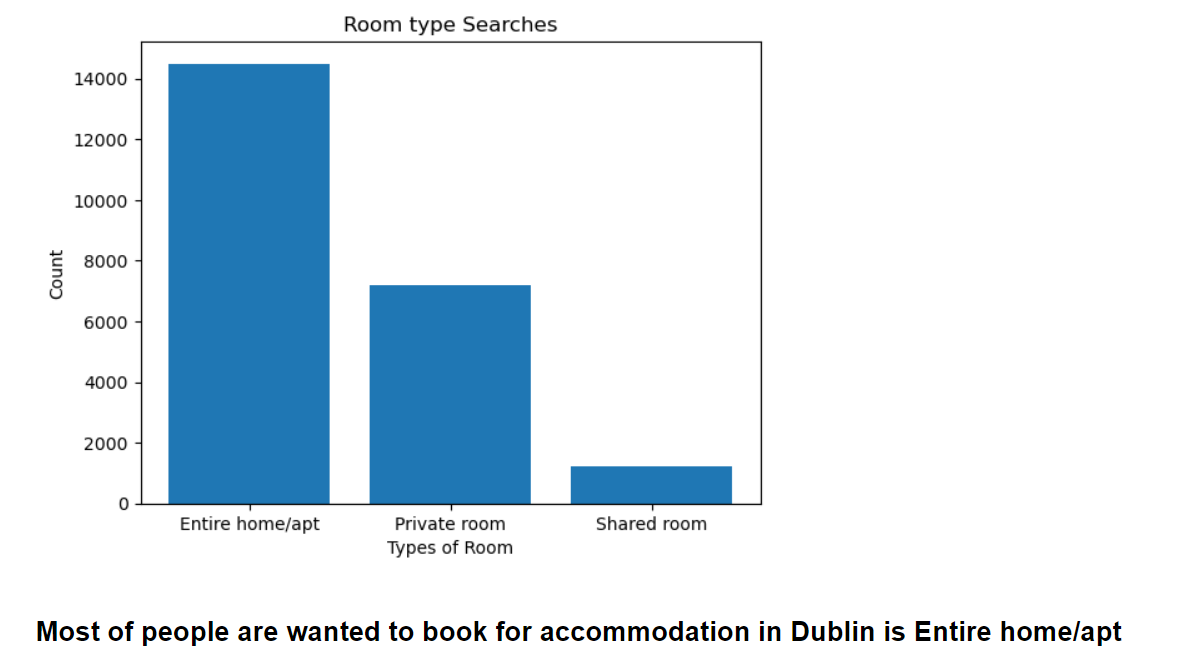 Room type Searches
14000
12000
10000
8000
6000
4000
2000
0
Count
Entire home/apt Private room Shared room
Types of Room
Most of people are wanted to book for accommodation in Dublin is Entire home/apt